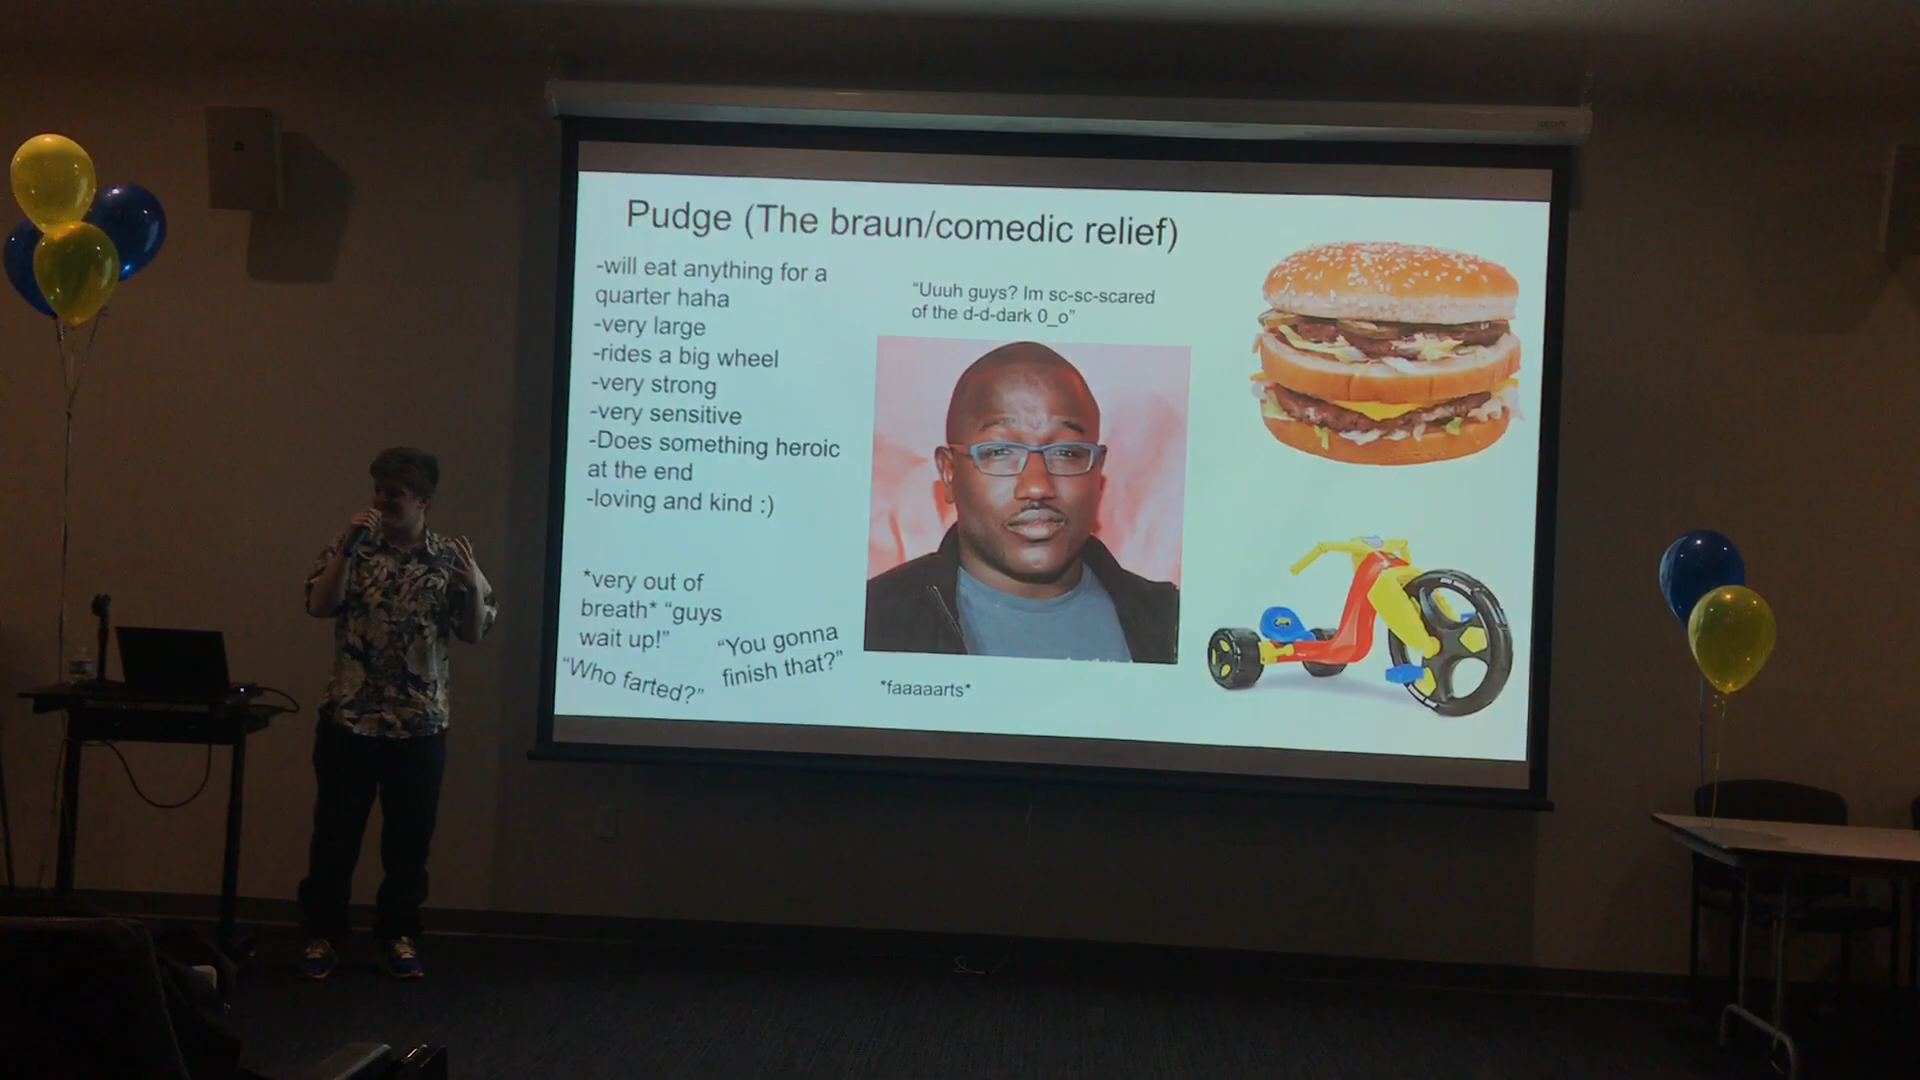 Pudge (The braun/comedic relief)
-will eat anything for a
quarter haha
-very large
-rides a big wheel
-very strong
-very sensitive
-Does something heroic
at the end
-loving and kind :)
"Uuuh guys? Im sc-sc-scared
of the d-d-dark 0_o"
*very out of
breath* "guys
wait up!"
"Who farted?"
"You gonna
finish that?"
*faaaaarts*